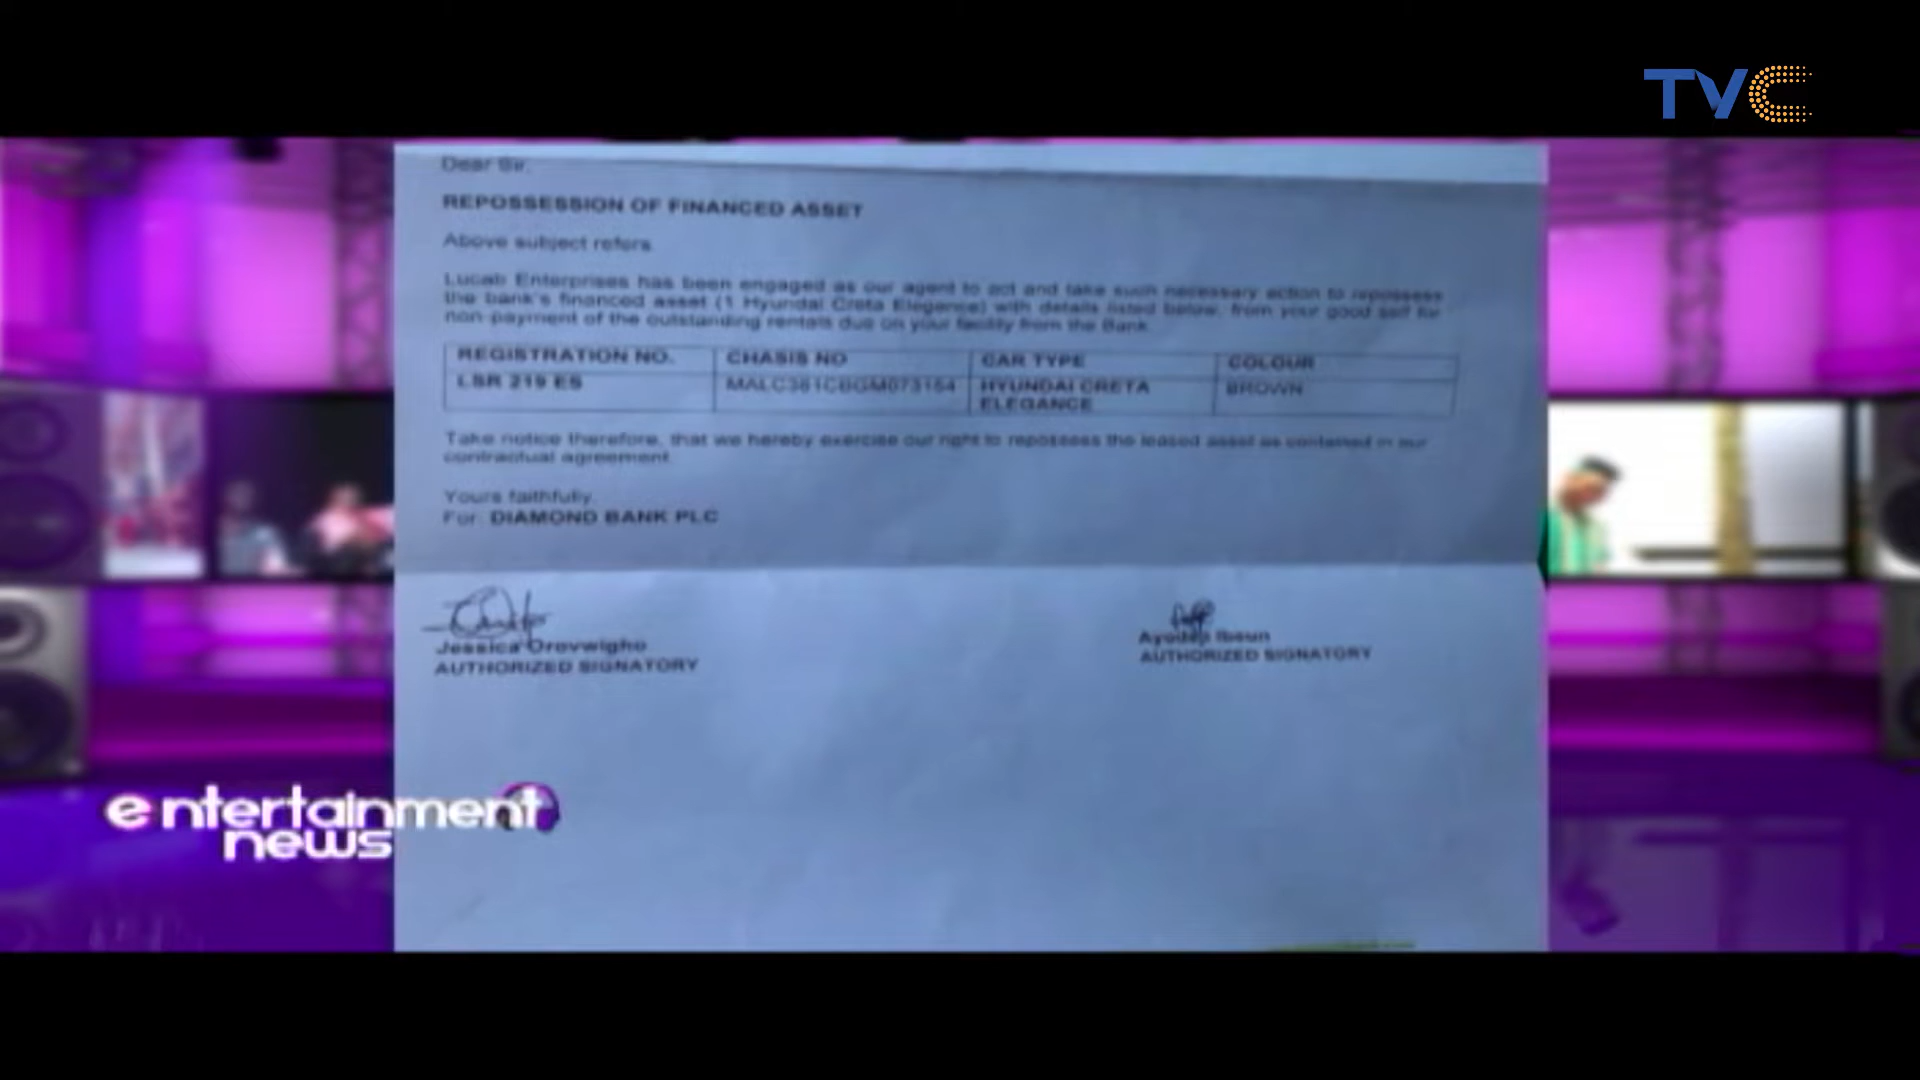 TVC
Dear Sir,
REPOSSESSION OF FINANCED ASSET
Above subject refers.
Enterprises has been engaged as our agent to act and take such necessary action to repossess
the bank's financed asset (1 Hyundai Creta Elegance) with details listed below, from your good self for
non-payment of the outstanding rentals due on your facility from the Bank.
REGISTRATION NO. CHASIS NO CAR TYPE COLOUR
LSR 219 ES HYUNDAI CRETA BROWN
ELEGANCE
Take notice therefore, that we hereby exercise our right to repossess the leased asset as contained in our
contractual agreement.
Yours faithfully,
For: DIAMOND BANK PLC
Jessica Orovwigho
AUTHORIZED SIGNATORY
Ayodeji
AUTHORIZED SIGNATORY
entertainment
news